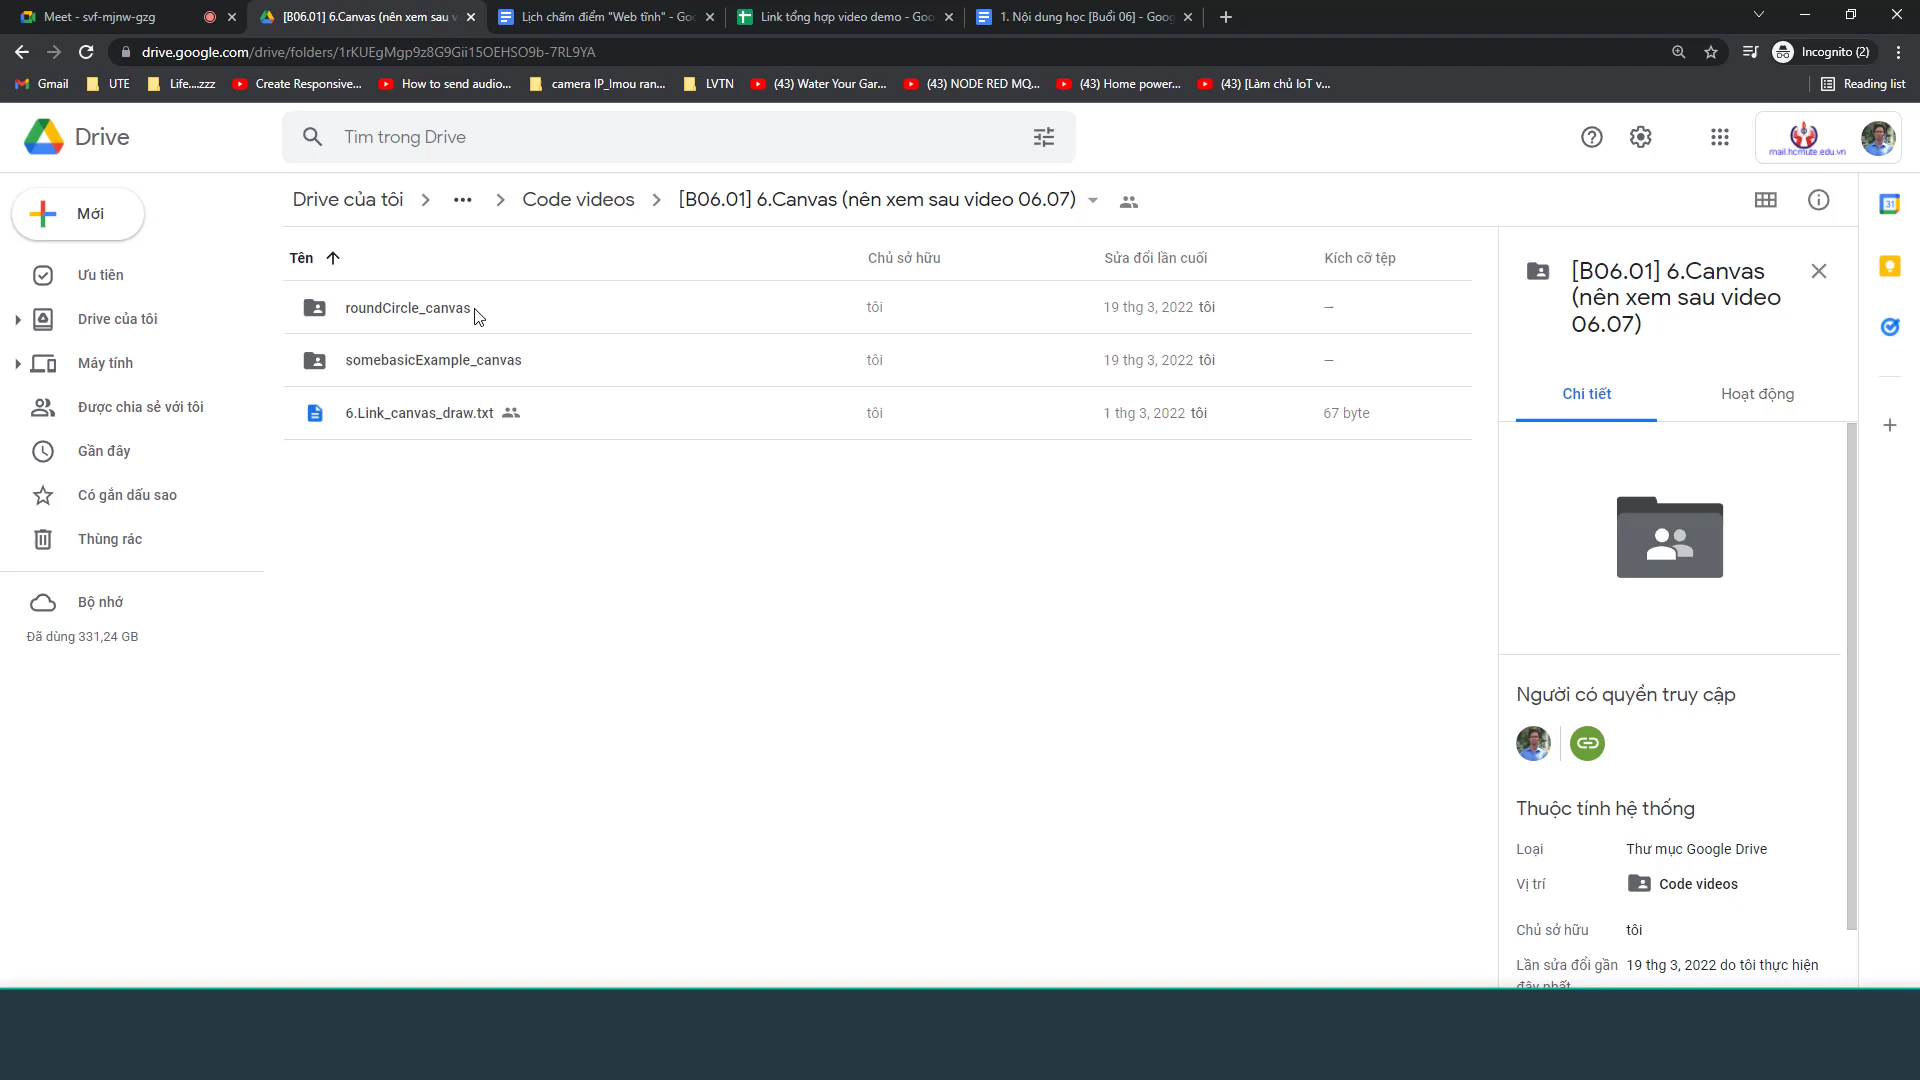 Meet - svf-mjnw-gzg
[B06.01] 6.Canvas (nên xem sau v
Lịch chấm điểm "Web tĩnh" - Goo
Link tổng hợp video demo - Goo
1. Nội dung học [Buổi 06] - Goog
drive.google.com/drive/folders/1rKUEgMgp9z8G9Gii15OEHSO9b-7RL9YA
Incognito (2)
Gmail
UTE
Life....zzz
Create Responsive...
How to send audio...
camera IP_Imou ran...
LVTN
(43) Water Your Gar...
(43) NODE RED MQ...
(43) Home power...
(43) [Làm chủ IoT v...
Reading list
Drive
Tìm trong Drive
mail.hcmute.edu.vn
Mới
Drive của tôi
Code videos
[B06.01] 6.Canvas (nên xem sau video 06.07)
Ưu tiên
Drive của tôi
Máy tính
Được chia sẻ với tôi
Gần đây
Có gắn dấu sao
Thùng rác
Bộ nhớ
Đã dùng 331,24 GB
Tên
Chủ sở hữu
Sửa đổi lần cuối
Kích cỡ tệp
roundCircle_canvas
tôi
19 thg 3, 2022 tôi
—
somebasicExample_canvas
tôi
19 thg 3, 2022 tôi
—
6.Link_canvas_draw.txt
tôi
1 thg 3, 2022 tôi
67 byte
[B06.01] 6.Canvas
(nên xem sau video
06.07)
Chi tiết
Hoạt động
Người có quyền truy cập
Thuộc tính hệ thống
Loại
Thư mục Google Drive
Vị trí
Code videos
Chủ sở hữu
tôi
Lần sửa đổi gần
đây nhất
19 thg 3, 2022 do tôi thực hiện
31